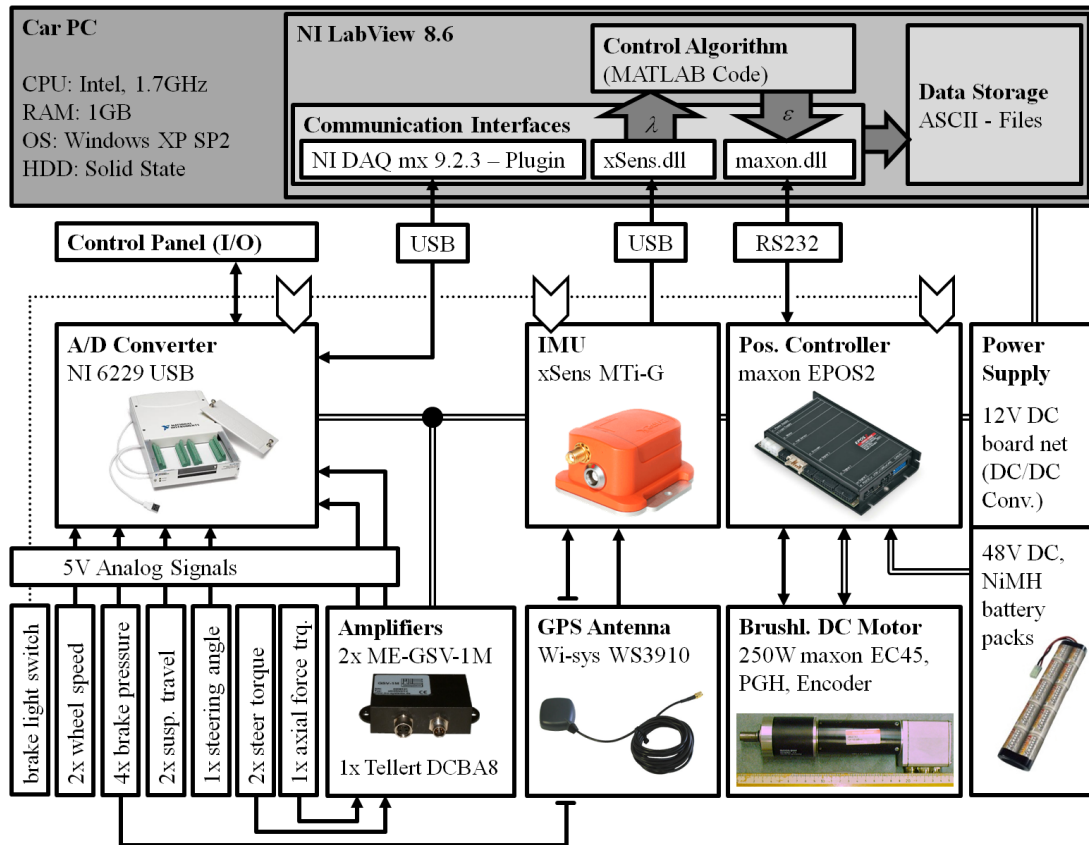 Car PC
CPU: Intel, 1.7GHz
RAM: 1GB
OS: Windows XP SP2
HDD: Solid State
NI LabView 8.6
Control Algorithm
(MATLAB Code)
Communication Interfaces
λ
ε
NI DAQ mx 9.2.3 – Plugin
xSens.dll
maxon.dll
Data Storage
ASCII - Files
Control Panel (I/O)
USB
USB
RS232
A/D Converter
NI 6229 USB
IMU
xSens MTi-G
Pos. Controller
maxon EPOS2
Power
Supply
12V DC
board net
(DC/DC
Conv.)
48V DC,
NiMH
battery
packs
5V Analog Signals
brake light switch
2x wheel speed
4x brake pressure
2x susp. travel
1x steering angle
2x steer torque
1x axial force trq.
Amplifiers
2x ME-GSV-1M
1x Tellert DCBA8
GPS Antenna
Wi-sys WS3910
Brushl. DC Motor
250W maxon EC45,
PGH, Encoder